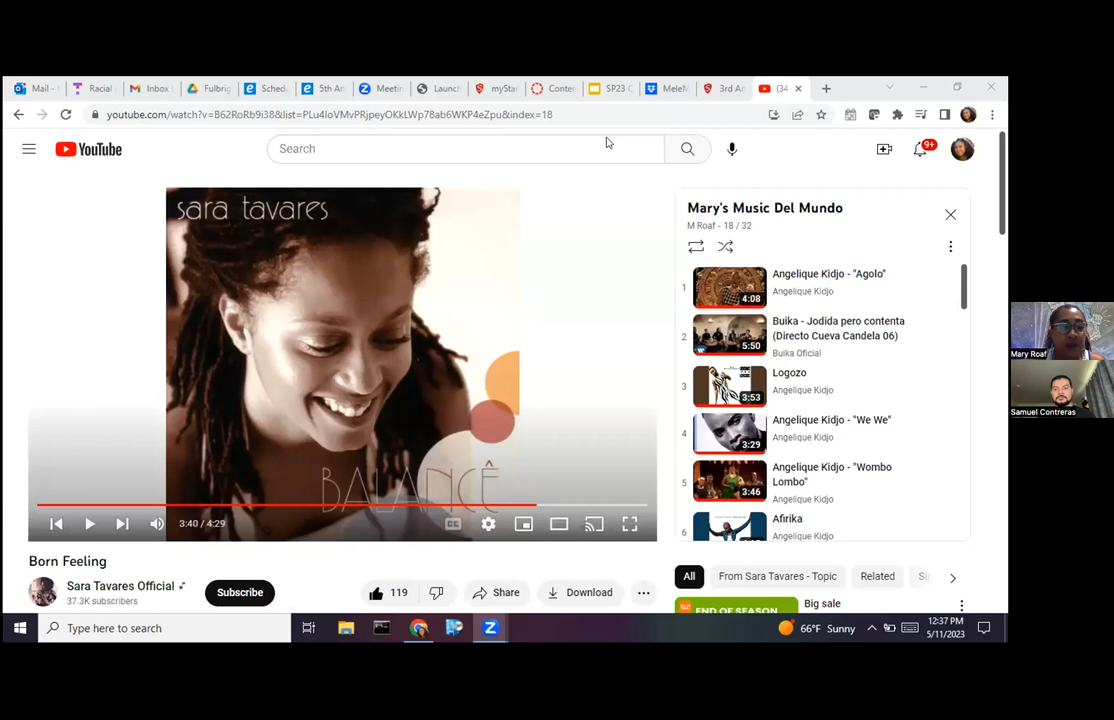 Mail -
Racial
Inbox
Fulbrig
Sched
5th An
Meetin
Launch
mySta
Conte
SP23 C
MeleM
3rd An
(34
youtube.com/watch?v=B62RoRb9i38&list=PLu4IoVMvPRjpeyOKkLWp78ab6WKP4eZpu&index=18
YouTube
Search
9+
sara tavares
BALANCÊ
3:40 / 4:29
CC
Mary's Music Del Mundo
M Roaf - 18 / 32
1
4:08
Angelique Kidjo - "Agolo"
Angelique Kidjo
2
5:50
Buika - Jodida pero contenta
(Directo Cueva Candela 06)
Buika Oficial
3
3:53
Logozo
Angelique Kidjo
4
3:29
Angelique Kidjo - "We We"
Angelique Kidjo
5
3:46
Angelique Kidjo - "Wombo
Lombo"
Angelique Kidjo
6
Afirika
Angelique Kidjo
Born Feeling
Sara Tavares Official
37.3K subscribers
Subscribe
119
Share
Download
All
From Sara Tavares - Topic
Related
END OF SEASON
Big sale
Type here to search
66°F Sunny
12:37 PM
5/11/2023
Mary Roaf
Samuel Contreras